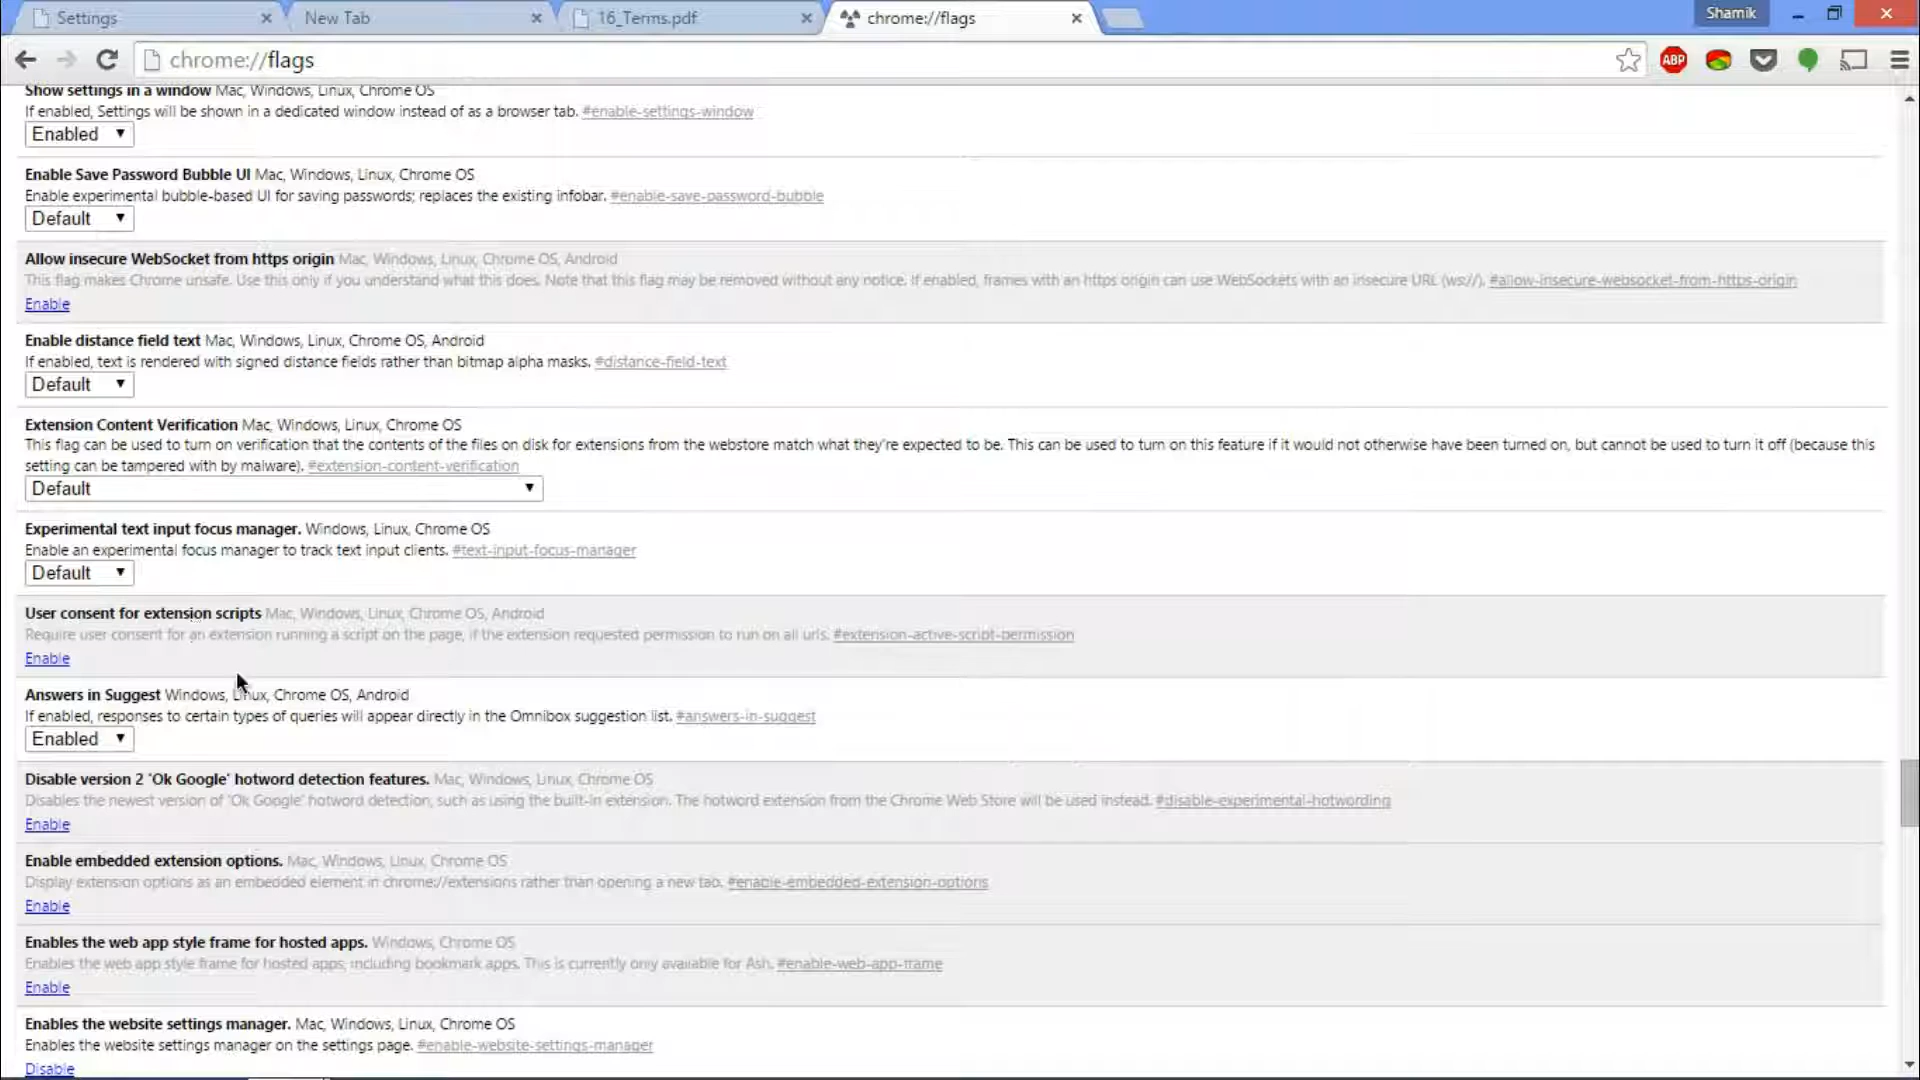 Settings
New Tab
16_Terms.pdf
chrome://flags
Shamik
chrome://flags
ABP
Show settings in a window Mac, Windows, Linux, Chrome OS
If enabled, Settings will be shown in a dedicated window instead of as a browser tab. #enable-settings-window
Enabled
Enable Save Password Bubble UI Mac, Windows, Linux, Chrome OS
Enable experimental bubble-based UI for saving passwords; replaces the existing infobar. #enable-save-password-bubble
Default
Allow insecure WebSocket from https origin Mac, Windows, Linux, Chrome OS, Android
This flag makes Chrome unsafe. Use this only if you understand what this does. Note that this flag may be removed without any notice. If enabled, frames with an https origin can use WebSockets with an insecure URL (ws://). #allow-insecure-websocket-from-https-origin
Enable
Enable distance field text Mac, Windows, Linux, Chrome OS, Android
If enabled, text is rendered with signed distance fields rather than bitmap alpha masks. #distance-field-text
Default
Extension Content Verification Mac, Windows, Linux, Chrome OS
This flag can be used to turn on verification that the contents of the files on disk for extensions from the webstore match what they're expected to be. This can be used to turn on this feature if it would not otherwise have been turned on, but cannot be used to turn it off (because this
setting can be tampered with by malware). #extension-content-verification
Default
Experimental text input focus manager. Windows, Linux, Chrome OS
Enable an experimental focus manager to track text input clients. #text-input-focus-manager
Default
User consent for extension scripts Mac, Windows, Linux, Chrome OS, Android
Require user consent for an extension running a script on the page, if the extension requested permission to run on all urls. #extension-active-script-permission
Enable
Answers in Suggest Windows, Linux, Chrome OS, Android
If enabled, responses to certain types of queries will appear directly in the Omnibox suggestion list. #answers-in-suggest
Enabled
Disable version 2 'Ok Google' hotword detection features. Mac, Windows, Linux, Chrome OS
Disables the newest version of 'Ok Google' hotword detection, such as using the built-in extension. The hotword extension from the Chrome Web Store will be used instead. #disable-experimental-hotwording
Enable
Enable embedded extension options. Mac, Windows, Linux, Chrome OS
Display extension options as an embedded element in chrome://extensions rather than opening a new tab. #enable-embedded-extension-options
Enable
Enables the web app style frame for hosted apps. Windows, Chrome OS
Enables the web app style frame for hosted apps, including bookmark apps. This is currently only available for Ash. #enable-web-app-frame
Enable
Enables the website settings manager. Mac, Windows, Linux, Chrome OS
Enables the website settings manager on the settings page. #enable-website-settings-manager
Disable